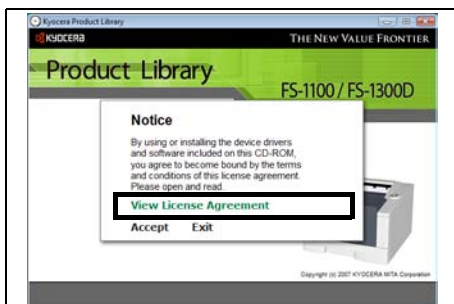 Kyocera Product Library
KYOCERA
THE NEW VALUE FRONTIER
Product Library
FS-1100 / FS-1300D
Notice
By using or installing the device drivers
and software included on this CD-ROM,
you agree to become bound by the terms
and conditions of this license agreement.
Please open and read.
View License Agreement
Accept Exit
Copyright (c) 2007 KYOCERA MITA Corporation